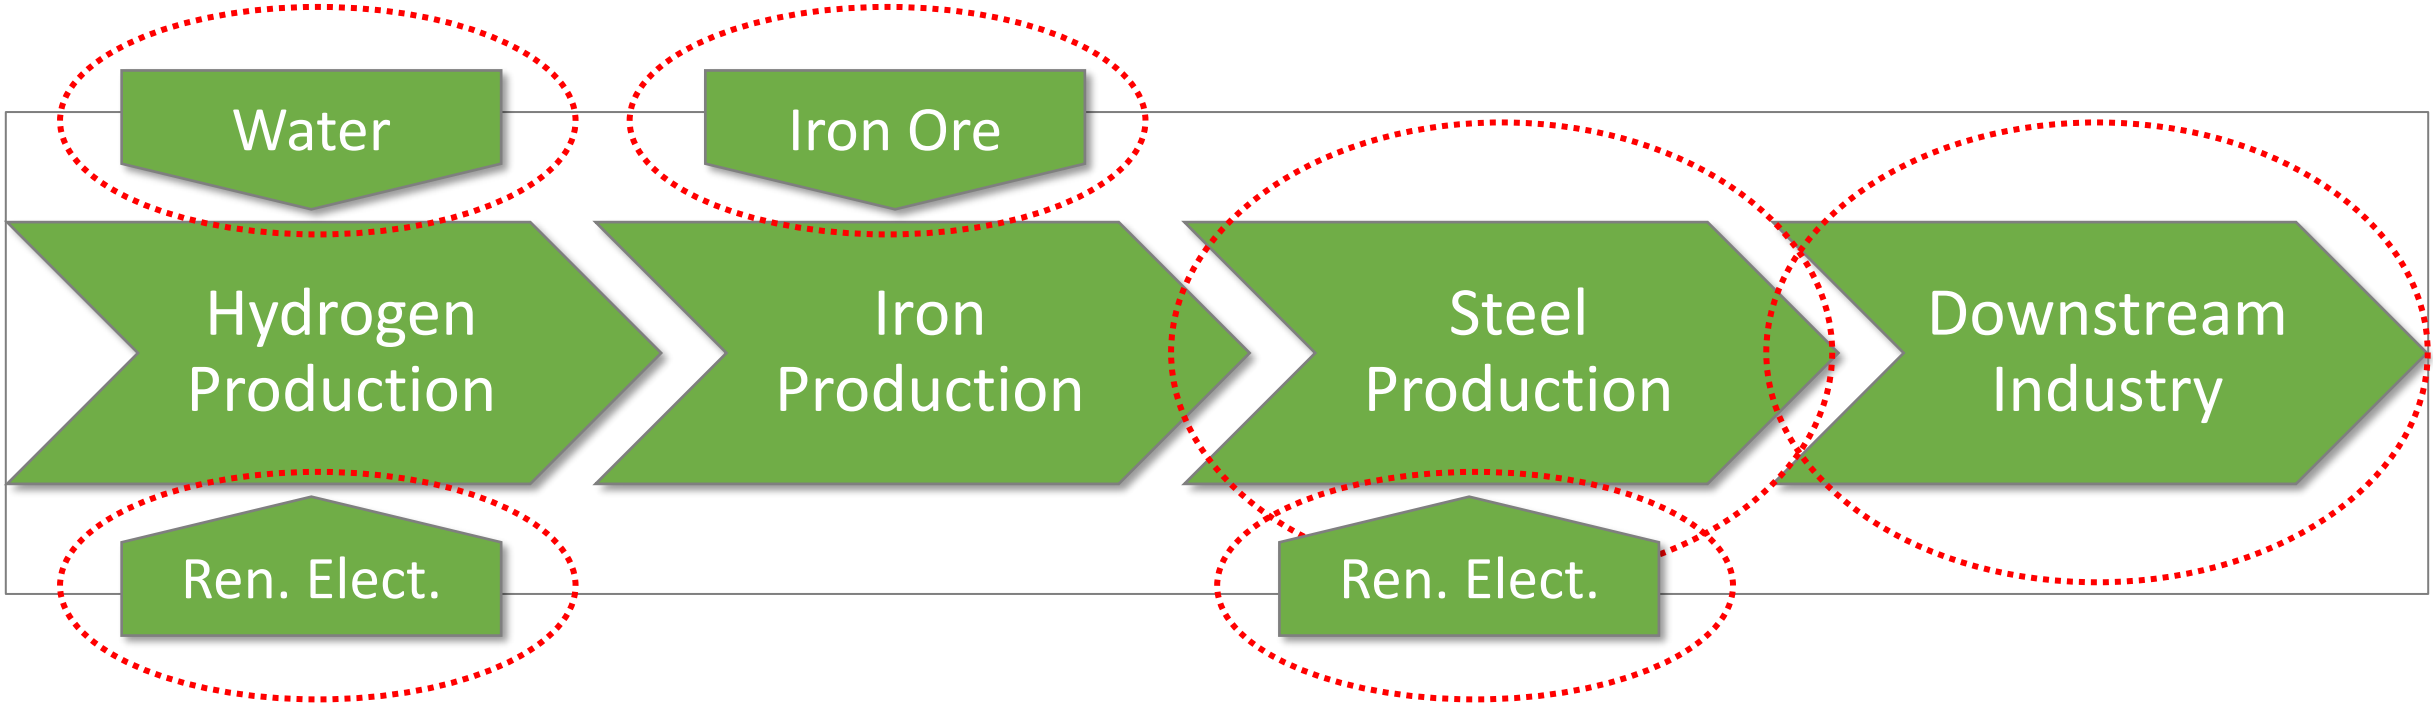 Water
Iron Ore
Hydrogen
Production
Iron
Production
Steel
Production
Downstream
Industry
Ren. Elect.
Ren. Elect.